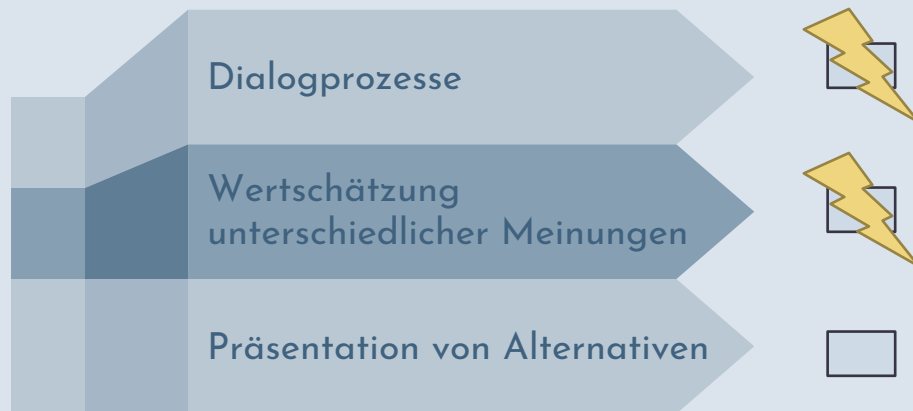 Dialogprozesse
Wertschätzung
unterschiedlicher Meinungen
Präsentation von Alternativen